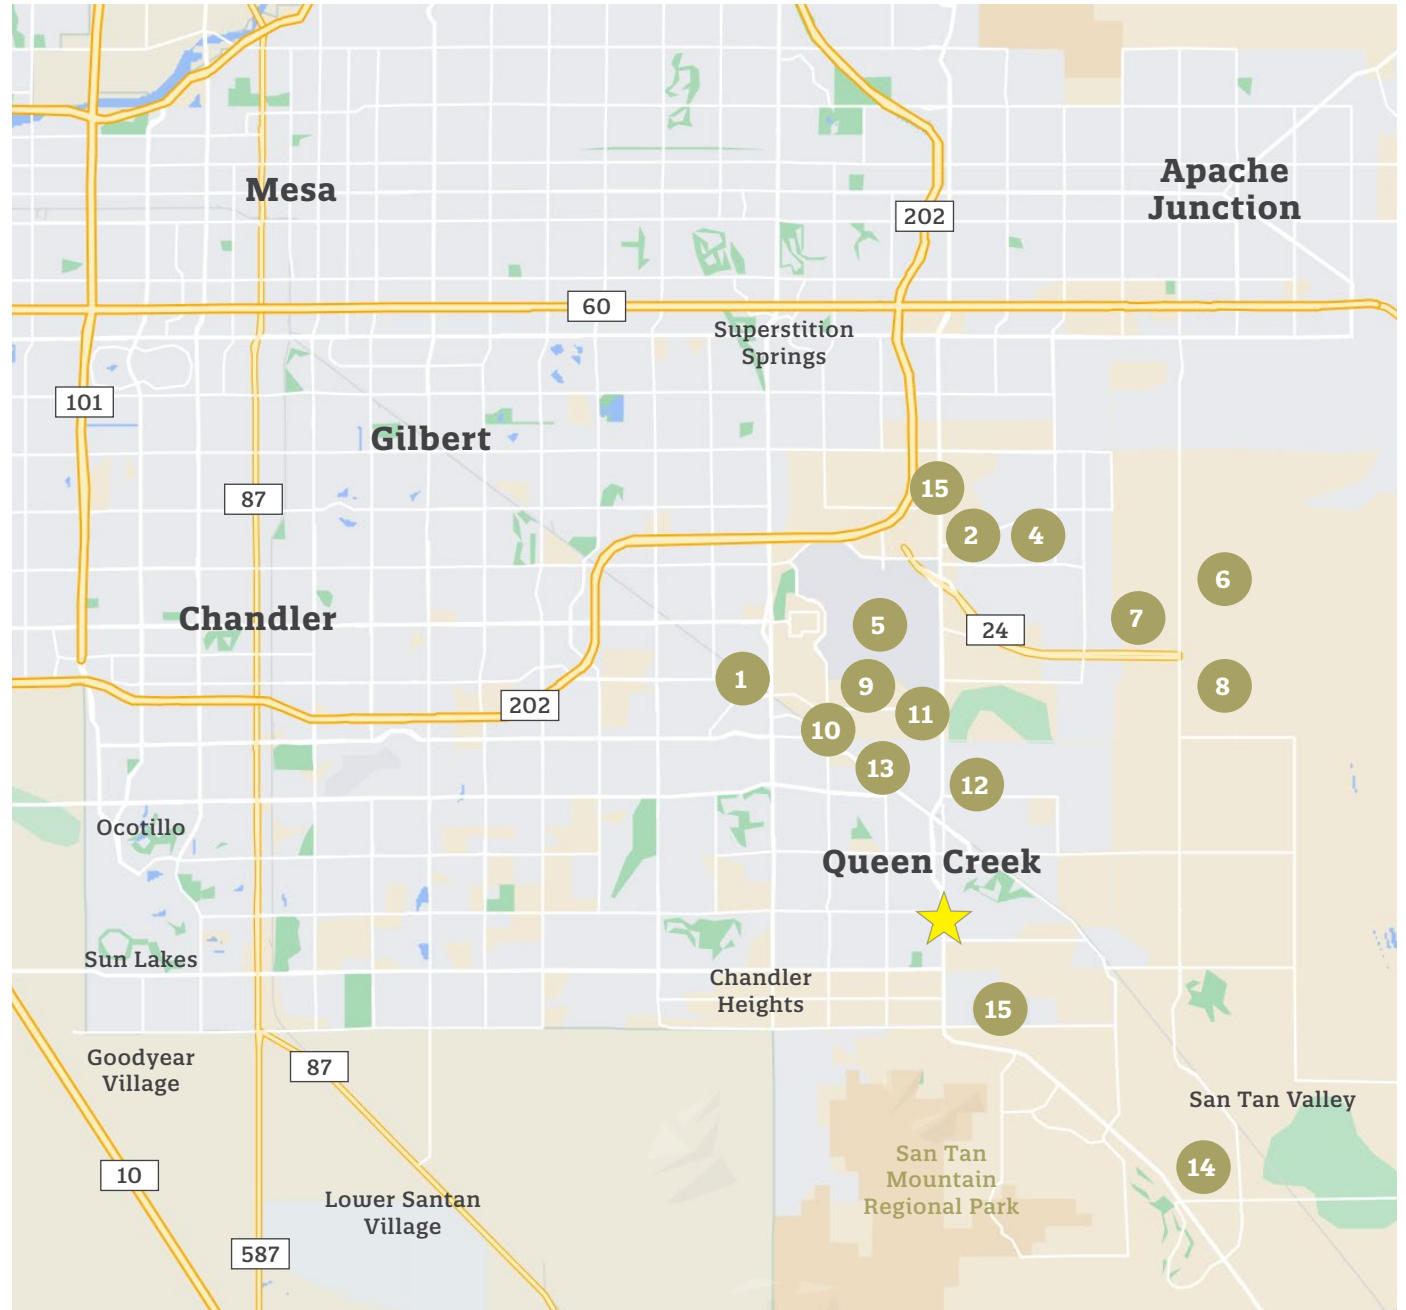 Apache
Junction
Mesa
202
60
Superstition
Springs
101
Gilbert
87
15
2
4
6
7
5
24
Chandler
1
9
8
202
11
10
13
12
Ocotillo
Queen Creek
Sun Lakes
Chandler
Heights
15
Goodyear
Village
87
San Tan Valley
San Tan
Mountain
Regional Park
14
10
Lower Santan
Village
587